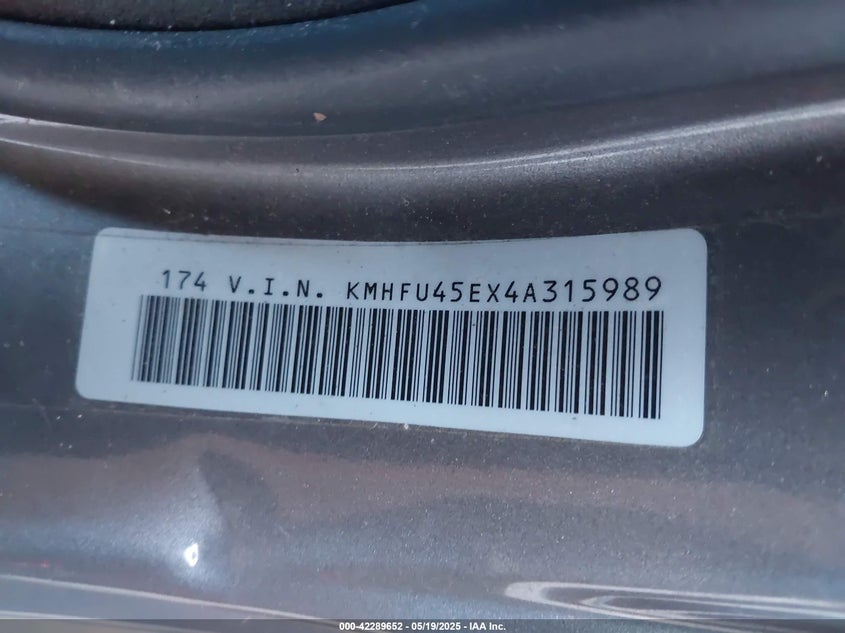 174 V.I.N. KMHFU45EX4A315989
000-42289652 - 05/19/2025 - IAA Inc.